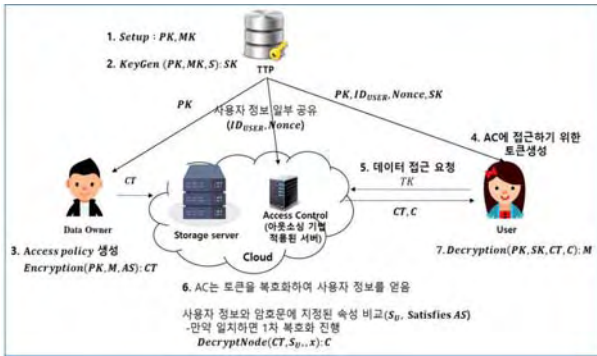 1. Setup : PK, MK
2. KeyGen (PK, MK, S): SK
TTP
PK
사용자 정보 일부 공유
(ID_USER, Nonce)
PK, ID_USER, Nonce, SK
4. AC에 접근하기 위한
토큰생성
5. 데이터 접근 요청
TK
CT
CT, C
Data Owner
Storage server
Access Control
(아웃소싱 기법
적용된 서버)
Cloud
User
3. Access policy 생성
Encryption(PK, M, AS): CT
7. Decryption(PK, SK, CT, C): M
6. AC는 토큰을 복호화하여 사용자 정보를 얻음
사용자 정보와 암호문에 지정된 속성 비교(S_U, Satisfies AS)
-만약 일치하면 1차 복호화 진행
DecryptNode(CT, S_U, , x): C